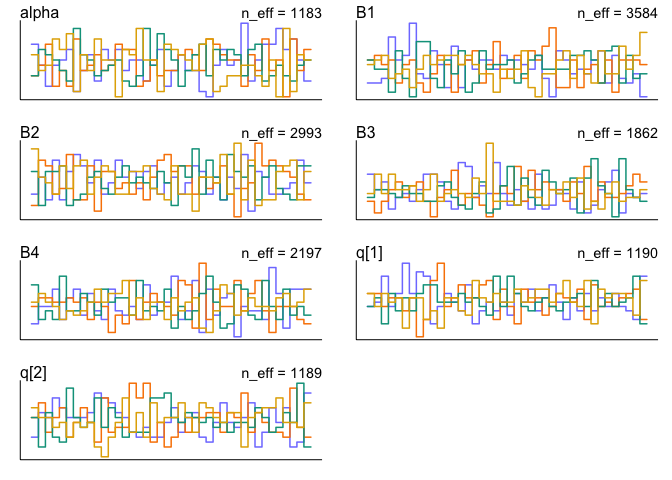 alpha n_eff = 1183
B1 n_eff = 3584
B2 n_eff = 2993
B3 n_eff = 1862
B4 n_eff = 2197
q[1] n_eff = 1190
q[2] n_eff = 1189